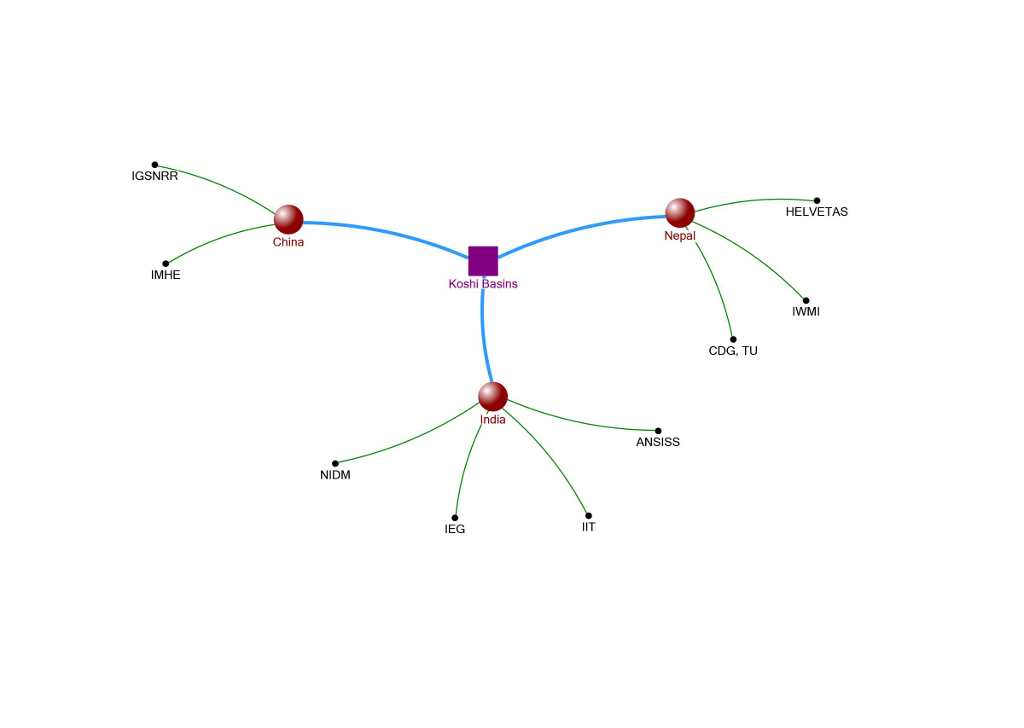 IGSNRR
HELVETAS
China
Nepal
IMHE
Koshi Basins
IWMI
CDG, TU
India
ANSISS
NIDM
IEG
IIT